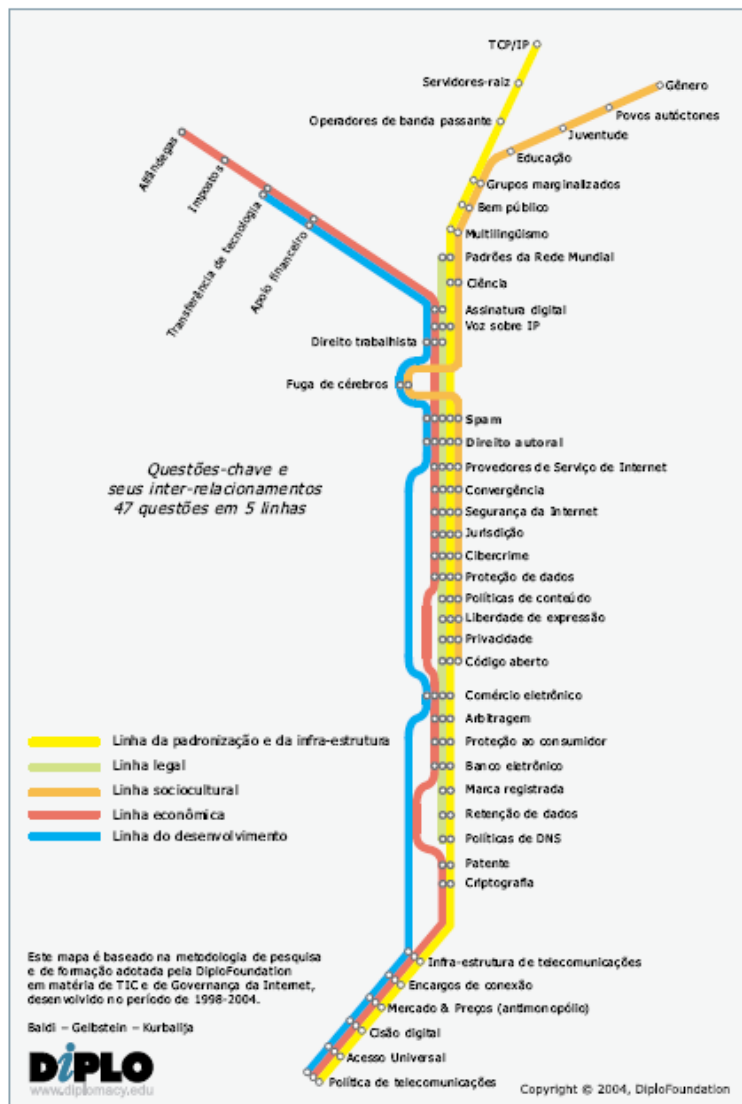 TCP/IP
Servidores-raiz
Operadores de banda passante
Gênero
Povos autóctones
Juventude
Educação
Grupos marginalizados
Bem público
Multilingüismo
Padrões da Rede Mundial
Ciência
Assinatura digital
Voz sobre IP
Alfândegas
Impostos
Transferência de tecnologia
Apoio financeiro
Direito trabalhista
Fuga de cérebros
Spam
Direito autoral
Provedores de Serviço de Internet
Convergência
Segurança da Internet
Jurisdição
Cibercrime
Proteção de dados
Políticas de conteúdo
Liberdade de expressão
Privacidade
Código aberto
Comércio eletrônico
Arbitragem
Proteção ao consumidor
Banco eletrônico
Marca registrada
Retenção de dados
Políticas de DNS
Patente
Criptografia
Infra-estrutura de telecomunicações
Encargos de conexão
Mercado & Preços (antimonopólio)
Cisão digital
Acesso Universal
Política de telecomunicações
Questões-chave e
seus inter-relacionamentos
47 questões em 5 linhas
Linha da padronização e da infra-estrutura
Linha legal
Linha sociocultural
Linha econômica
Linha do desenvolvimento
Este mapa é baseado na metodologia de pesquisa
e de formação adotada pela DiploFoundation
em matéria de TIC e de Governança da Internet,
desenvolvido no período de 1998-2004.
Baldi – Gelbstein – Kurbalija
DiPLO
www.diplomacy.edu
Copyright © 2004, DiploFoundation